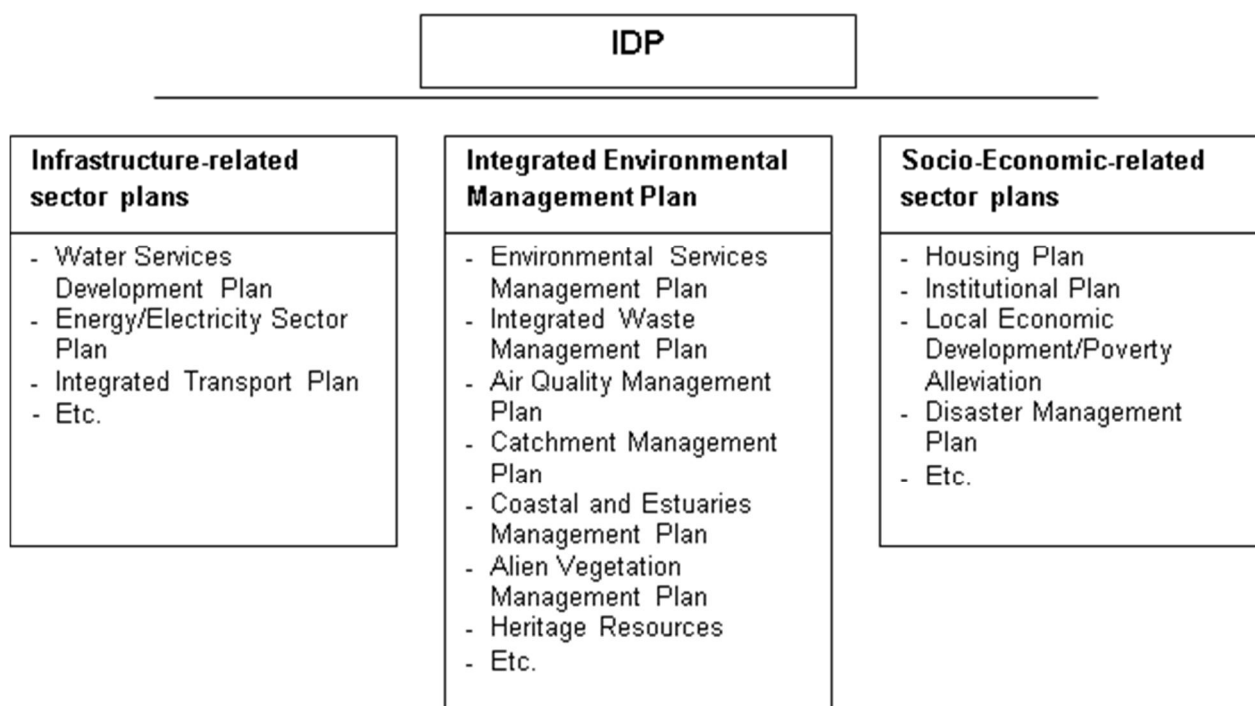 IDP
Infrastructure-related
sector plans
- Water Services
Development Plan
- Energy/Electricity Sector
Plan
- Integrated Transport Plan
- Etc.
Integrated Environmental
Management Plan
- Environmental Services
Management Plan
- Integrated Waste
Management Plan
- Air Quality Management
Plan
- Catchment Management
Plan
- Coastal and Estuaries
Management Plan
- Alien Vegetation
Management Plan
- Heritage Resources
- Etc.
Socio-Economic-related
sector plans
- Housing Plan
- Institutional Plan
- Local Economic
Development/Poverty
Alleviation
- Disaster Management
Plan
- Etc.